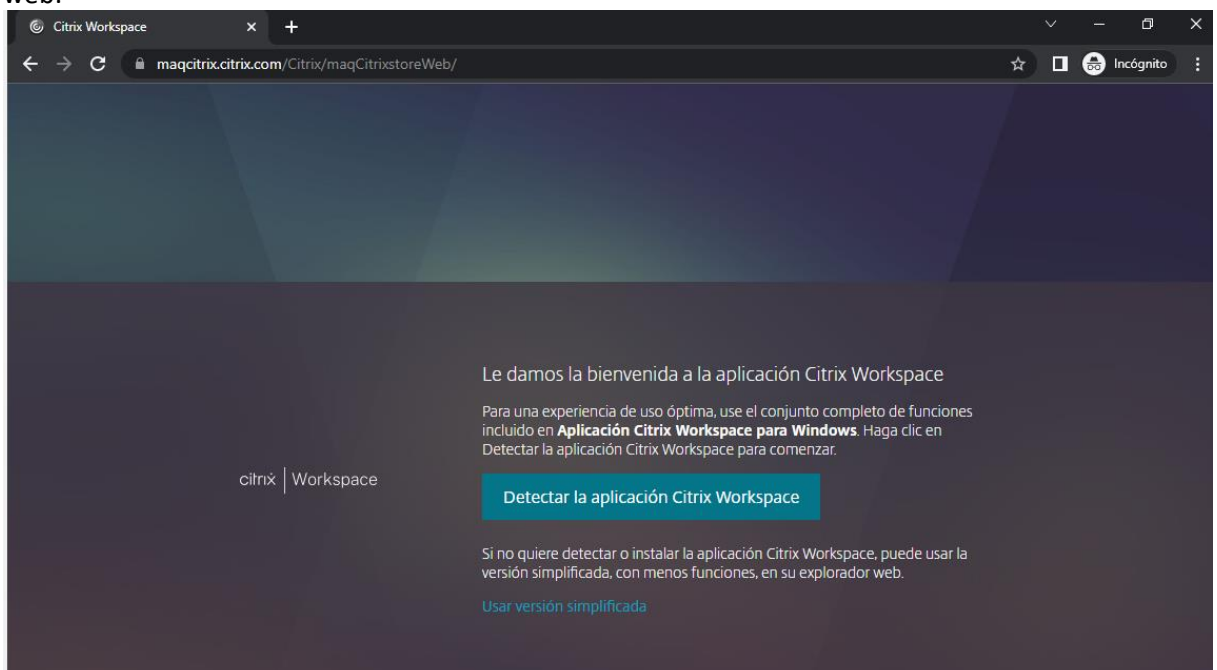 web.
Citrix Workspace
maqcitrix.citrix.com/Citrix/maqCitrixstoreWeb/
Incógnito
Le damos la bienvenida a la aplicación Citrix Workspace
Para una experiencia de uso óptima, use el conjunto completo de funciones
incluido en Aplicación Citrix Workspace para Windows. Haga clic en
Detectar la aplicación Citrix Workspace para comenzar.
citrix | Workspace
Detectar la aplicación Citrix Workspace
Si no quiere detectar o instalar la aplicación Citrix Workspace, puede usar la
versión simplificada, con menos funciones, en su explorador web.
Usar versión simplificada